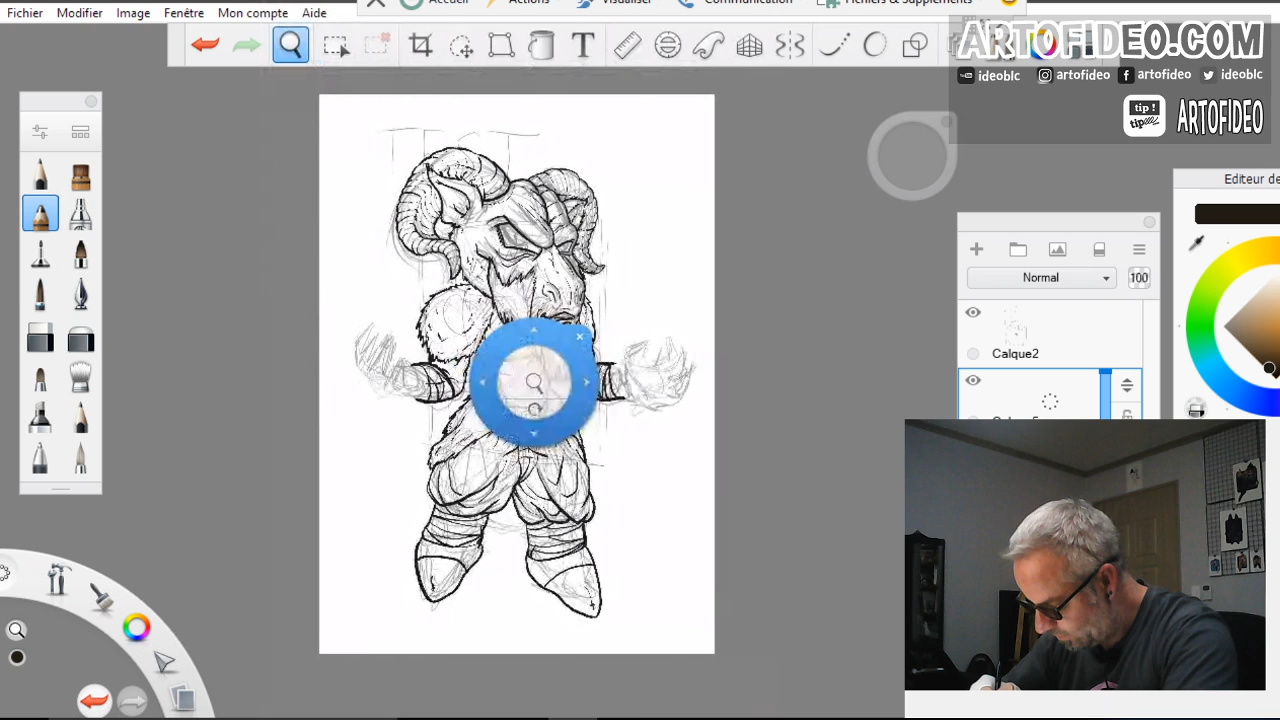 Fichier Modifier Image Fenêtre Mon compte Aide
Accueil Actions Visualiser Communication Fichiers & Suppléments
ARTOFIDEO.COM
ideoblc artofideo artofideo ideoblc
tip! tip ARTOFIDEO
Editeur de
Normal 100
Calque2